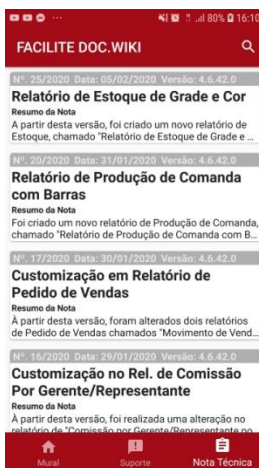 80% 16:10
FACILITE DOC.WIKI
Nº. 25/2020 Data: 05/02/2020 Versão: 4.6.42.0
Relatório de Estoque de Grade e Cor
Resumo da Nota
A partir desta versão, foi criado um novo relatório de
Estoque, chamado "Relatório de Estoque de Grade e ...
Nº. 20/2020 Data: 31/01/2020 Versão: 4.6.42.0
Relatório de Produção de Comanda
com Barras
Resumo da Nota
Foi criado um novo relatório de Produção de Comanda,
chamado "Relatório de Produção de Comanda com B...
Nº. 17/2020 Data: 30/01/2020 Versão: 4.6.42.0
Customização em Relatório de
Pedido de Vendas
Resumo da Nota
À partir desta versão, foram alterados dois relatórios
de Pedido de Vendas chamados "Movimento de Vend...
Nº. 16/2020 Data: 29/01/2020 Versão: 4.6.42.0
Customização no Rel. de Comissão
Por Gerente/Representante
Resumo da Nota
À partir desta versão, foi realizada uma alteração no
relatório de "Comissão por Gerente/Representante no
Mural
Suporte
Nota Técnica